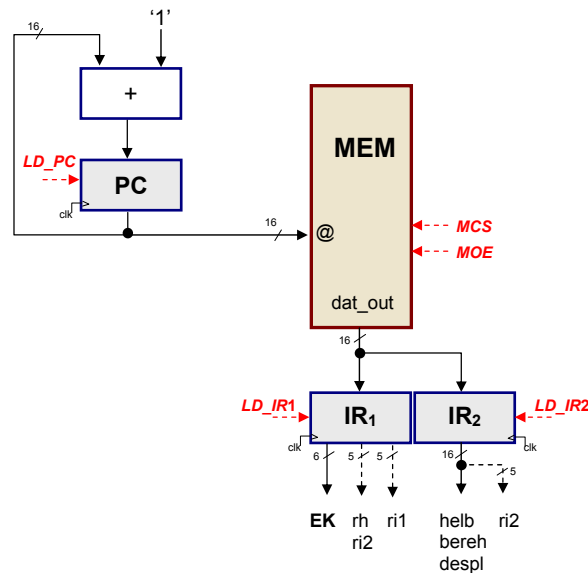 16
'1'
+
LD_PC
PC
clk
MEM
16
@
MCS
MOE
dat_out
16
LD_IR1
IR₁
IR₂
LD_IR2
clk
clk
6
5
5
16
5
EK
rh
ri1
helb
ri2
ri2
bereh
despl